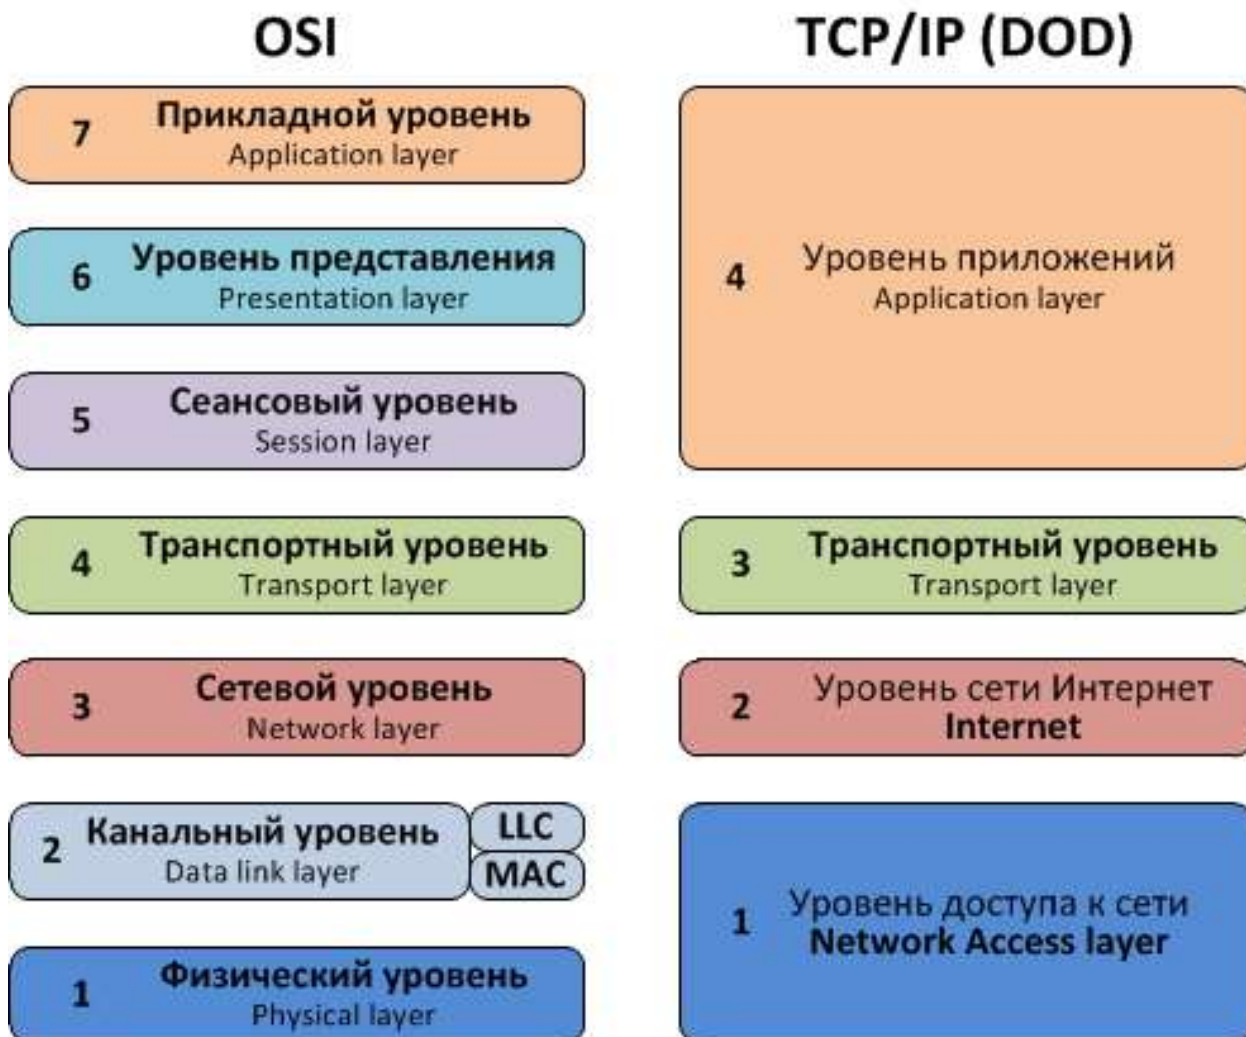 OSI
7
Прикладной уровень
Application layer
6
Уровень представления
Presentation layer
5
Сеансовый уровень
Session layer
4
Транспортный уровень
Transport layer
3
Сетевой уровень
Network layer
2
Канальный уровень
Data link layer
LLC
MAC
1
Физический уровень
Physical layer
TCP/IP (DOD)
4
Уровень приложений
Application layer
3
Транспортный уровень
Transport layer
2
Уровень сети Интернет
Internet
1
Уровень доступа к сети
Network Access layer